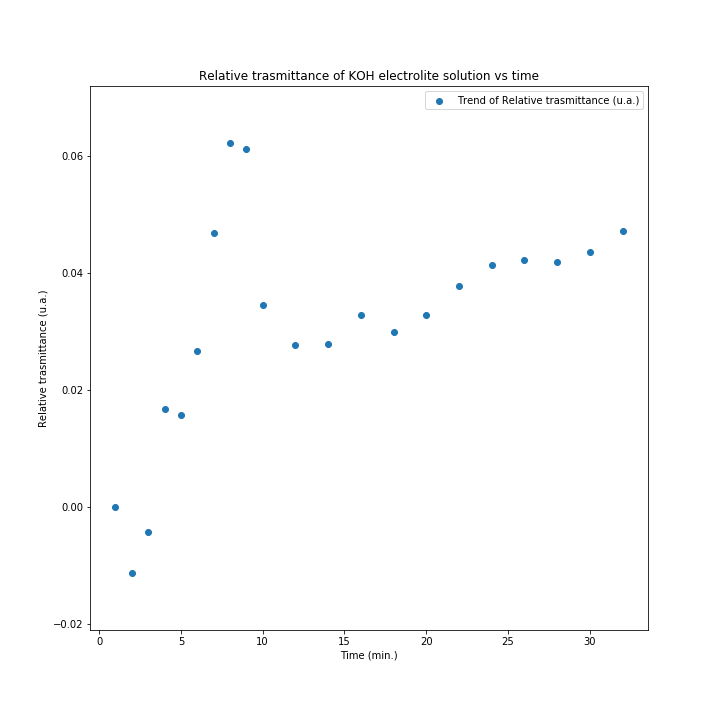 Relative trasmittance of KOH electrolite solution vs time
Trend of Relative trasmittance (u.a.)
0.06
0.04
0.02
0.00
−0.02
Relative trasmittance (u.a.)
0 5 10 15 20 25 30
Time (min.)